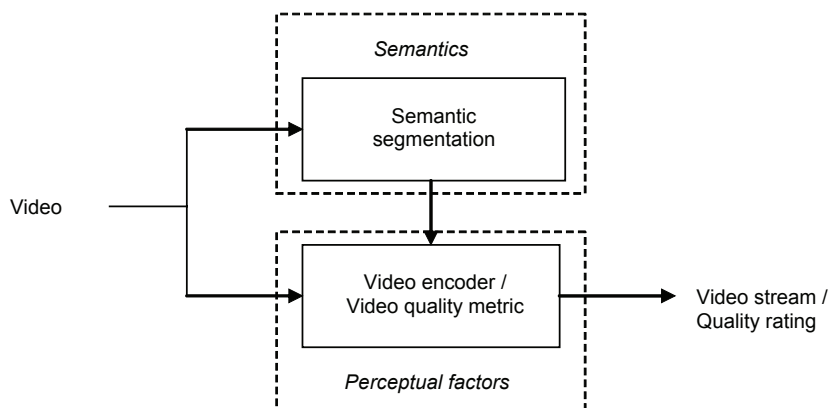 Semantics
Semantic
segmentation
Video
Video encoder /
Video quality metric
Video stream /
Quality rating
Perceptual factors